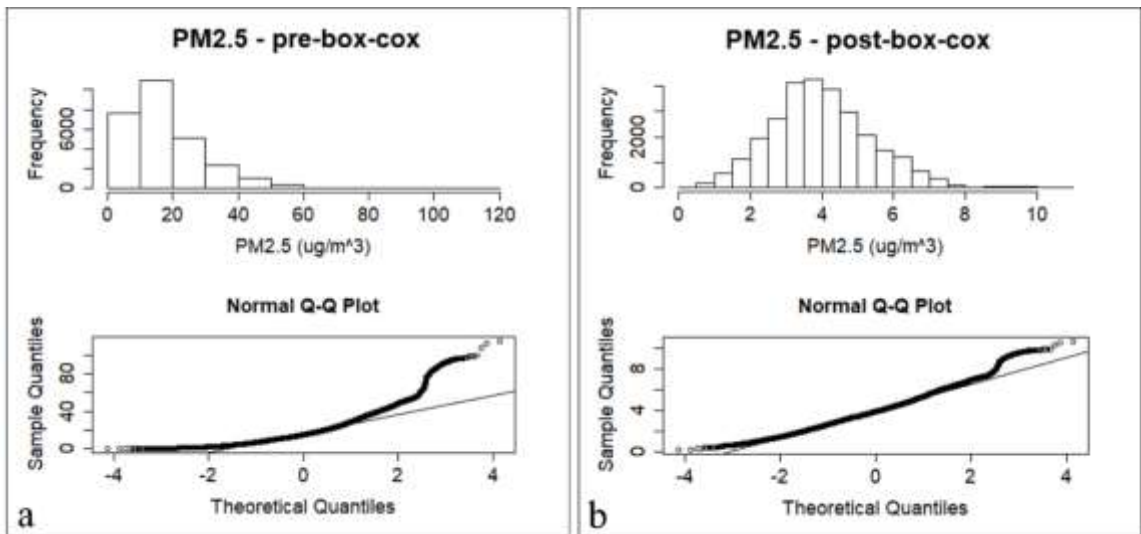 PM2.5 - pre-box-cox
Frequency
0 6000
0 20 40 60 80 100 120
PM2.5 (ug/m^3)
Normal Q-Q Plot
Sample Quantiles
0 40 80
-4 -2 0 2 4
Theoretical Quantiles
a
PM2.5 - post-box-cox
Frequency
0 2000
0 2 4 6 8 10
PM2.5 (ug/m^3)
Normal Q-Q Plot
Sample Quantiles
0 4 8
-4 -2 0 2 4
Theoretical Quantiles
b